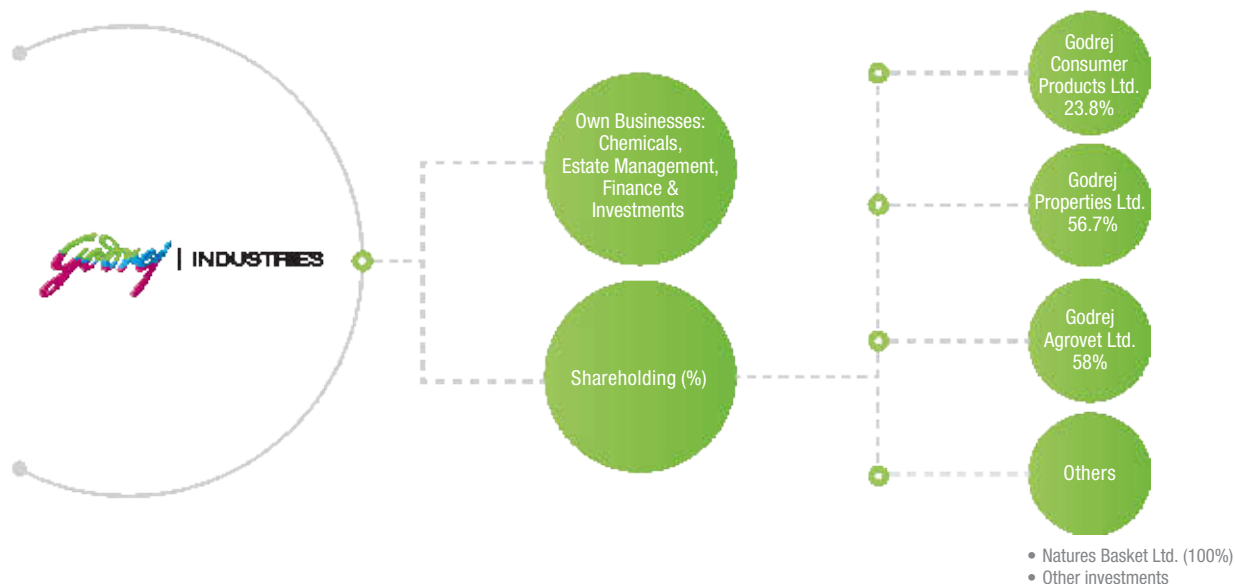 Godrej | INDUSTRIES
Own Businesses:
Chemicals,
Estate Management,
Finance &
Investments
Shareholding (%)
Godrej
Consumer
Products Ltd.
23.8%
Godrej
Properties Ltd.
56.7%
Godrej
Agrovet Ltd.
58%
Others
• Natures Basket Ltd. (100%)
• Other investments